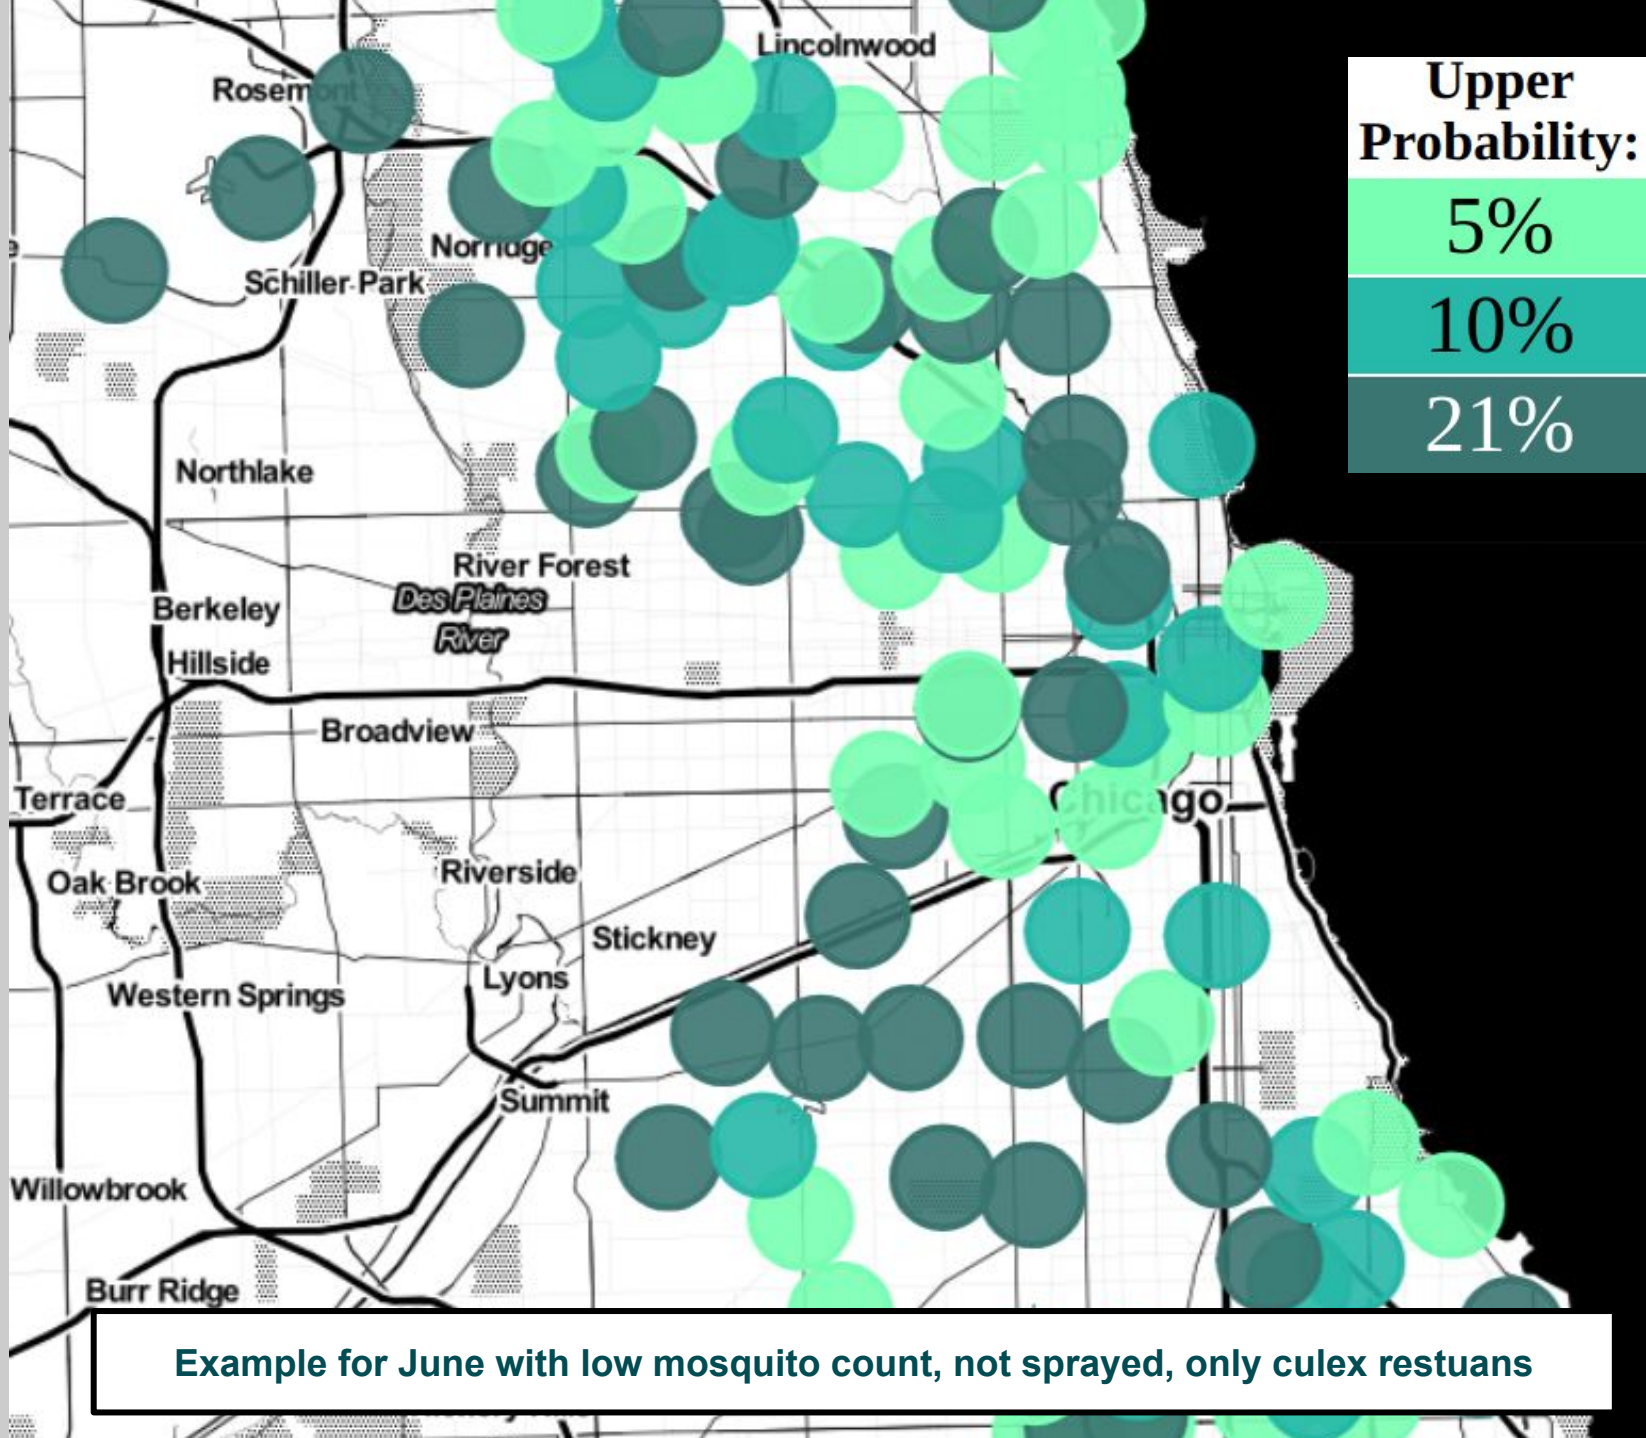 Lincolnwood
Rosemont
Upper
Probability:
5%
10%
21%
Norridge
Schiller Park
Northlake
River Forest
Des Plaines
River
Berkeley
Hillside
Broadview
Terrace
Chicago
Oak Brook
Riverside
Stickney
Lyons
Western Springs
Summit
Willowbrook
Burr Ridge
Example for June with low mosquito count, not sprayed, only culex restuans